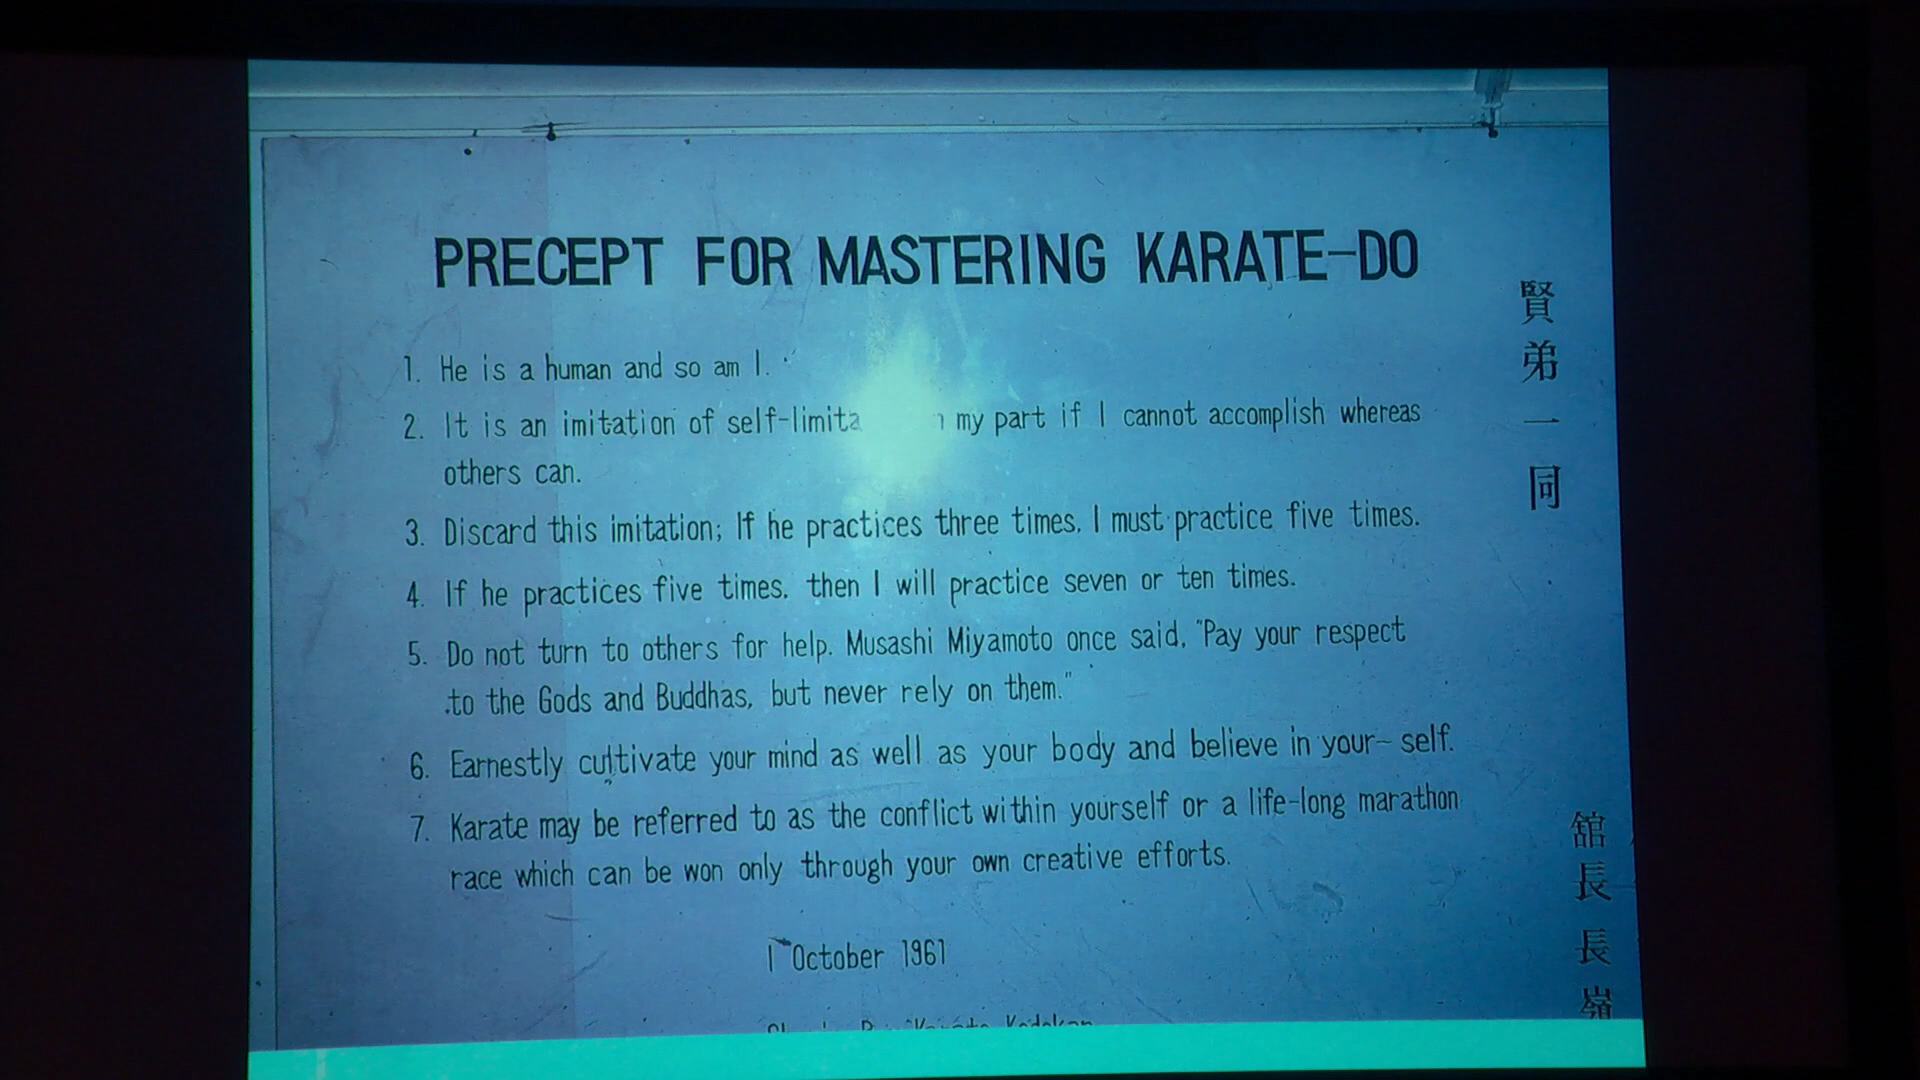 PRECEPT FOR MASTERING KARATE-DO
1. He is a human and so am I.
2. It is an imitation of self-limita my part if I cannot accomplish whereas
others can.
3. Discard this imitation; If he practices three times, I must practice five times.
4. If he practices five times, then I will practice seven or ten times.
5. Do not turn to others for help. Musashi Miyamoto once said, "Pay your respect
to the Gods and Buddhas, but never rely on them."
6. Earnestly cultivate your mind as well as your body and believe in your- self.
7. Karate may be referred to as the conflict within yourself or a life-long marathon
race which can be won only through your own creative efforts.
1 October 1961
賢弟一同
舘長 長嶺